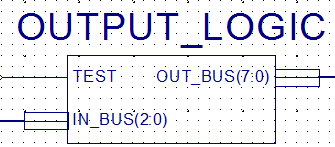 OUTPUT_LOGIC
TEST OUT_BUS(7:0)
IN_BUS(2:0)